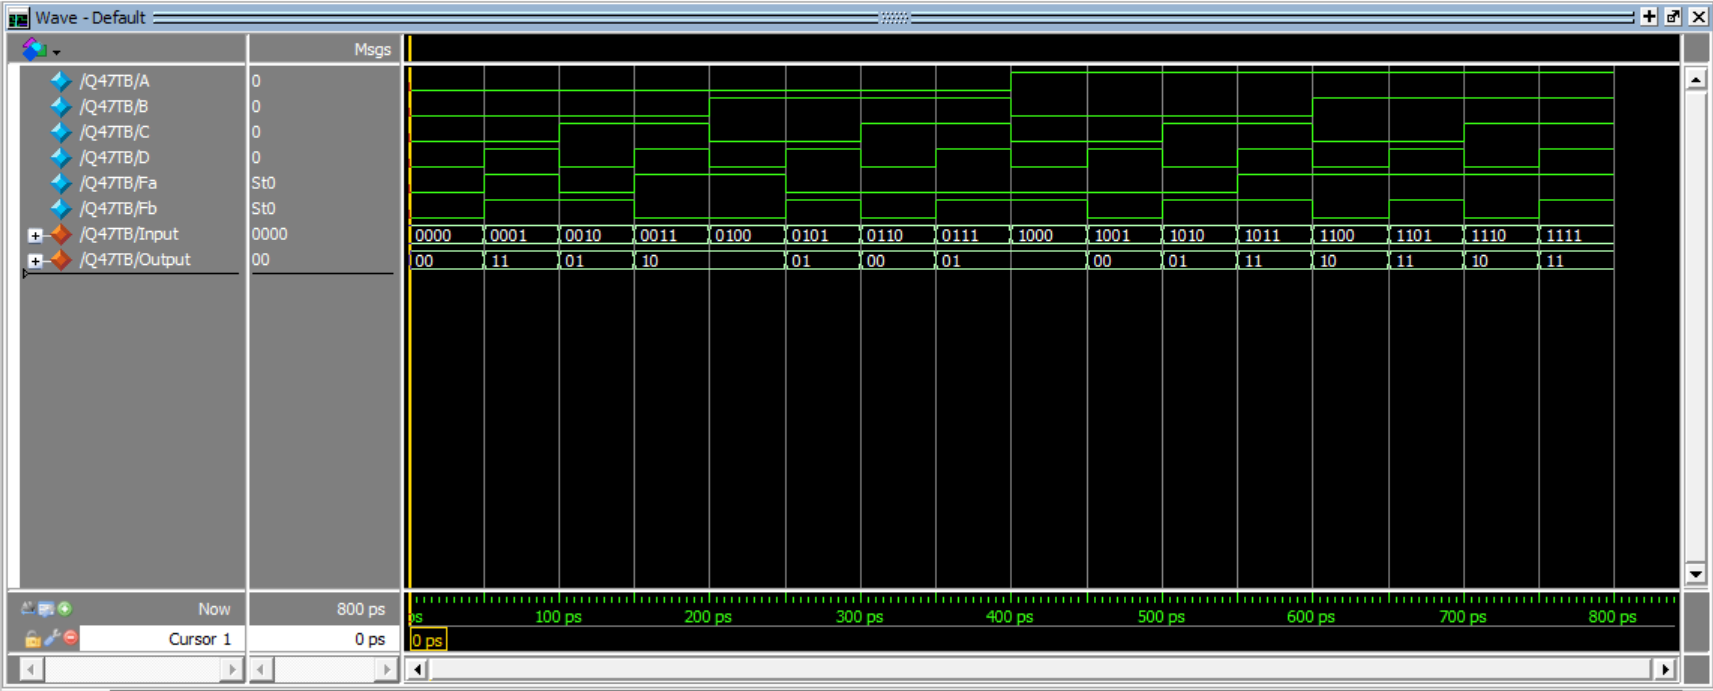 Wave - Default
Msgs
/Q47TB/A 0
/Q47TB/B 0
/Q47TB/C 0
/Q47TB/D 0
/Q47TB/Fa St0
/Q47TB/Fb St0
/Q47TB/Input 0000 0000 0001 0010 0011 0100 0101 0110 0111 1000 1001 1010 1011 1100 1101 1110 1111
/Q47TB/Output 00 00 11 01 10 01 00 01 00 01 11 10 11 10 11
Now 800 ps ps 100 ps 200 ps 300 ps 400 ps 500 ps 600 ps 700 ps 800 ps
Cursor 1 0 ps 0 ps